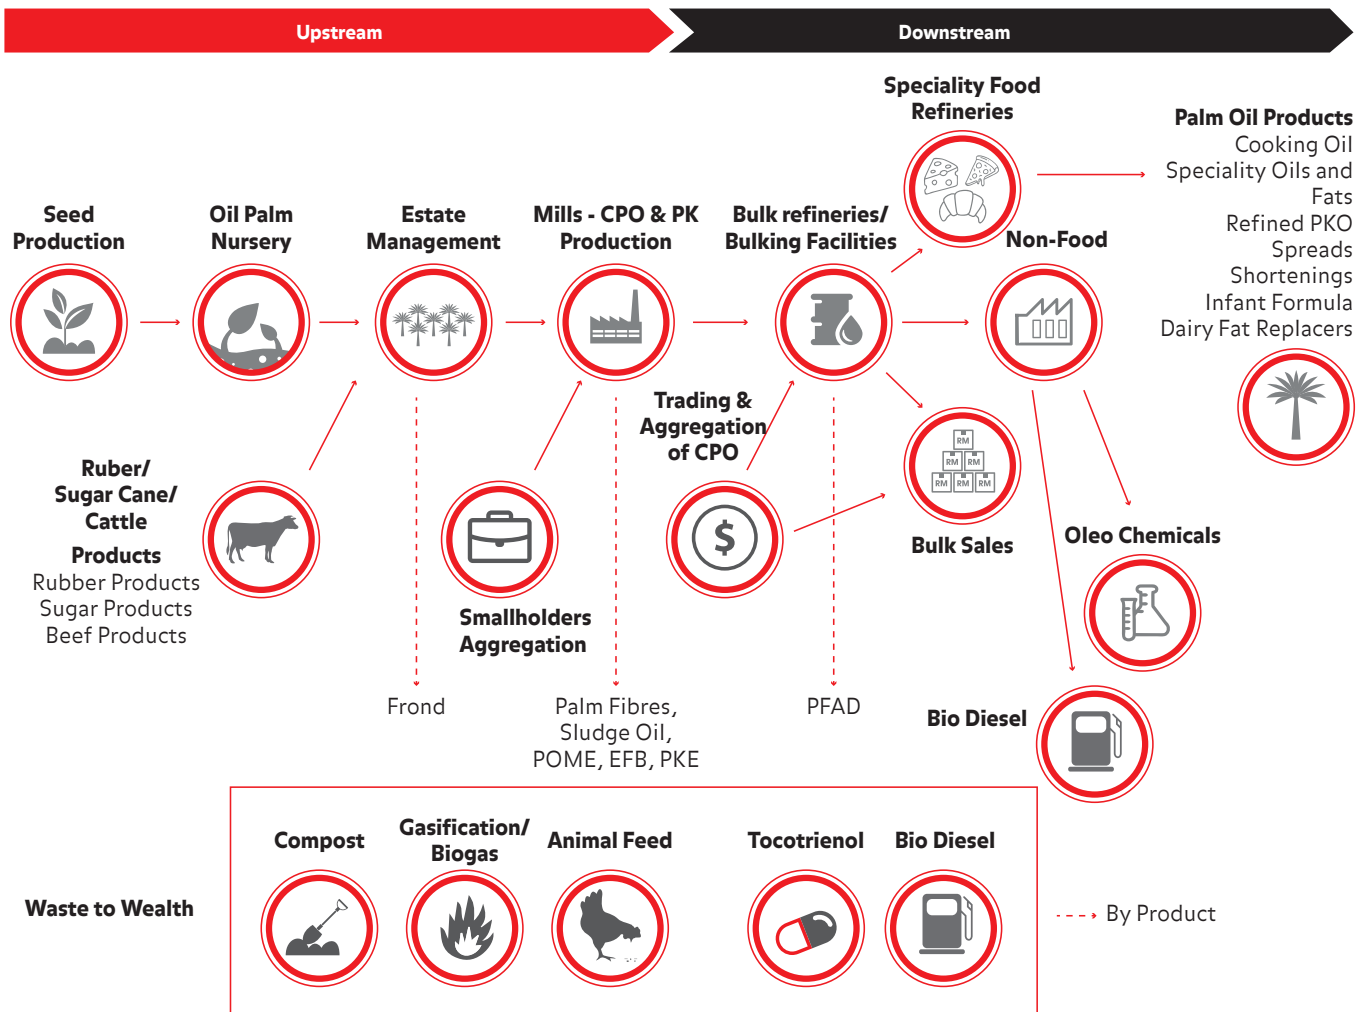 Upstream
Downstream
Speciality Food
Refineries
Palm Oil Products
Cooking Oil
Speciality Oils and
Fats
Refined PKO
Spreads
Shortenings
Infant Formula
Dairy Fat Replacers
Seed
Production
Oil Palm
Nursery
Estate
Management
Mills - CPO & PK
Production
Bulk refineries/
Bulking Facilities
Non-Food
Trading &
Aggregation
of CPO
Ruber/
Sugar Cane/
Cattle
Products
Rubber Products
Sugar Products
Beef Products
$
RM
RM RM
RM RM RM
Bulk Sales
Oleo Chemicals
Smallholders
Aggregation
Frond
Palm Fibres,
Sludge Oil,
POME, EFB, PKE
PFAD
Bio Diesel
Waste to Wealth
Compost
Gasification/
Biogas
Animal Feed
Tocotrienol
Bio Diesel
By Product